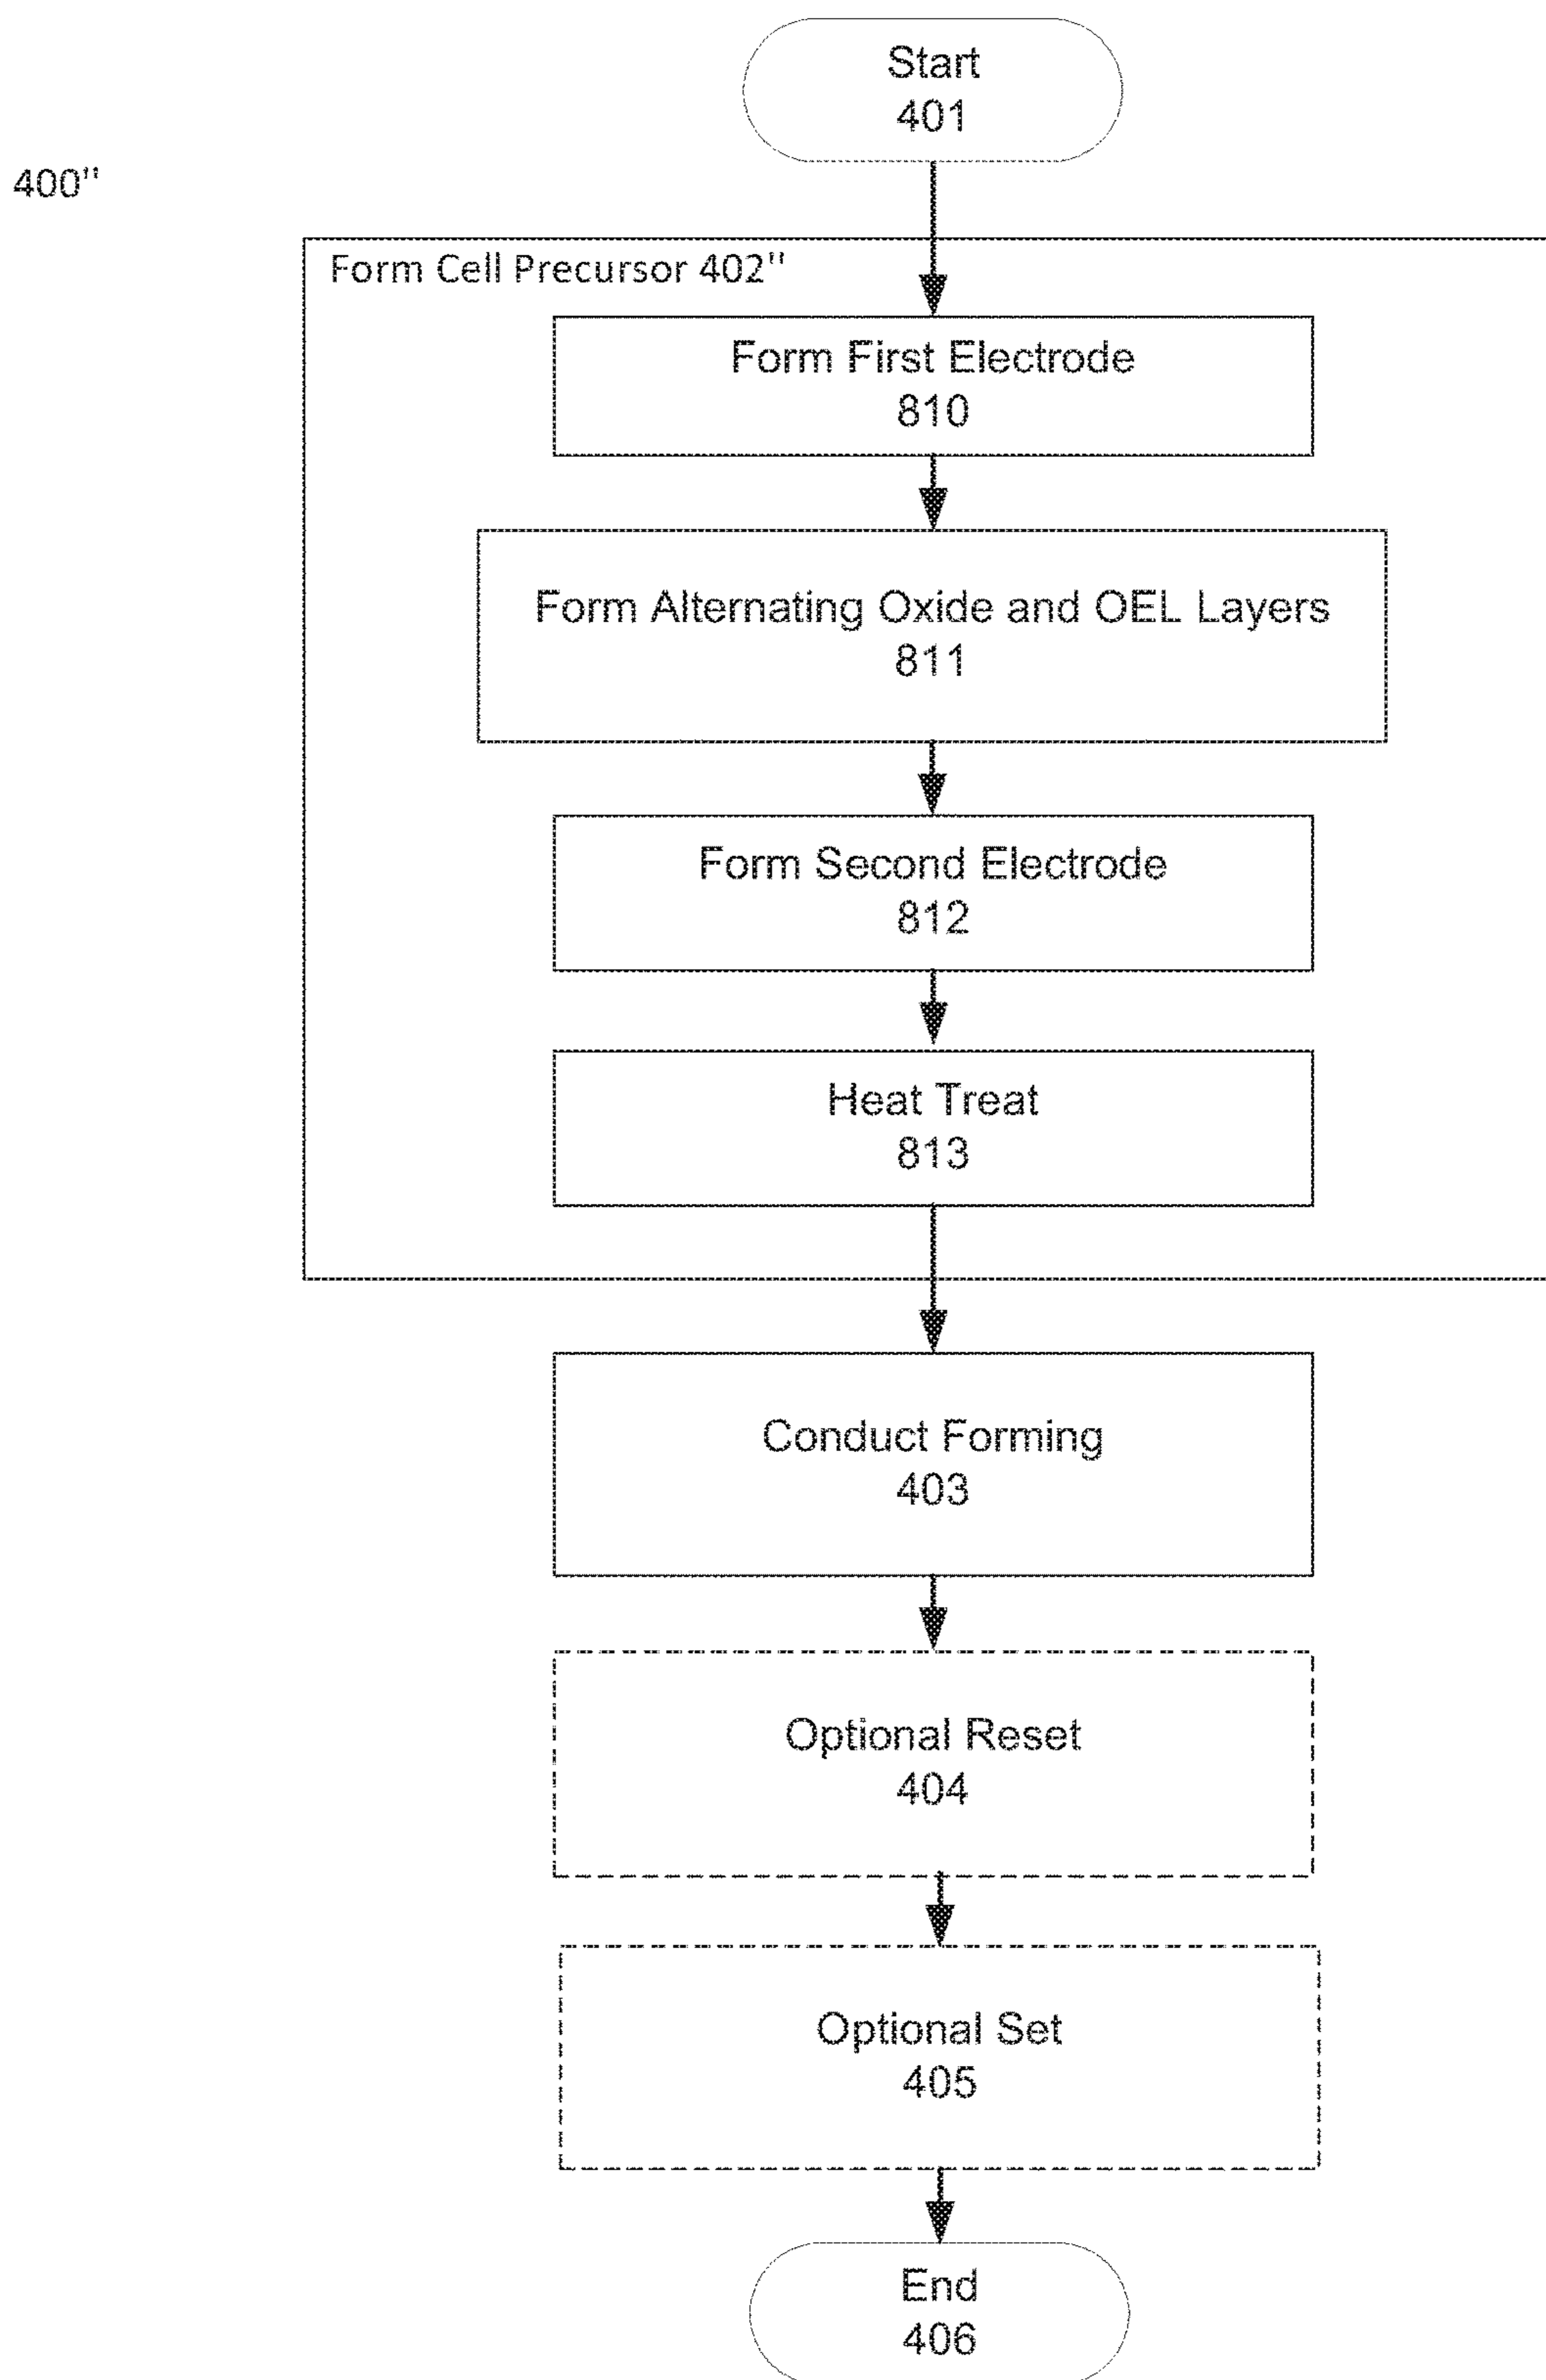 Start
401
400"
Form Cell Precursor 402"
Form First Electrode
810
Form Alternating Oxide and OEL Layers
811
Form Second Electrode
812
Heat Treat
813
Conduct Forming
403
Optional Reset
404
Optional Set
405
End
406